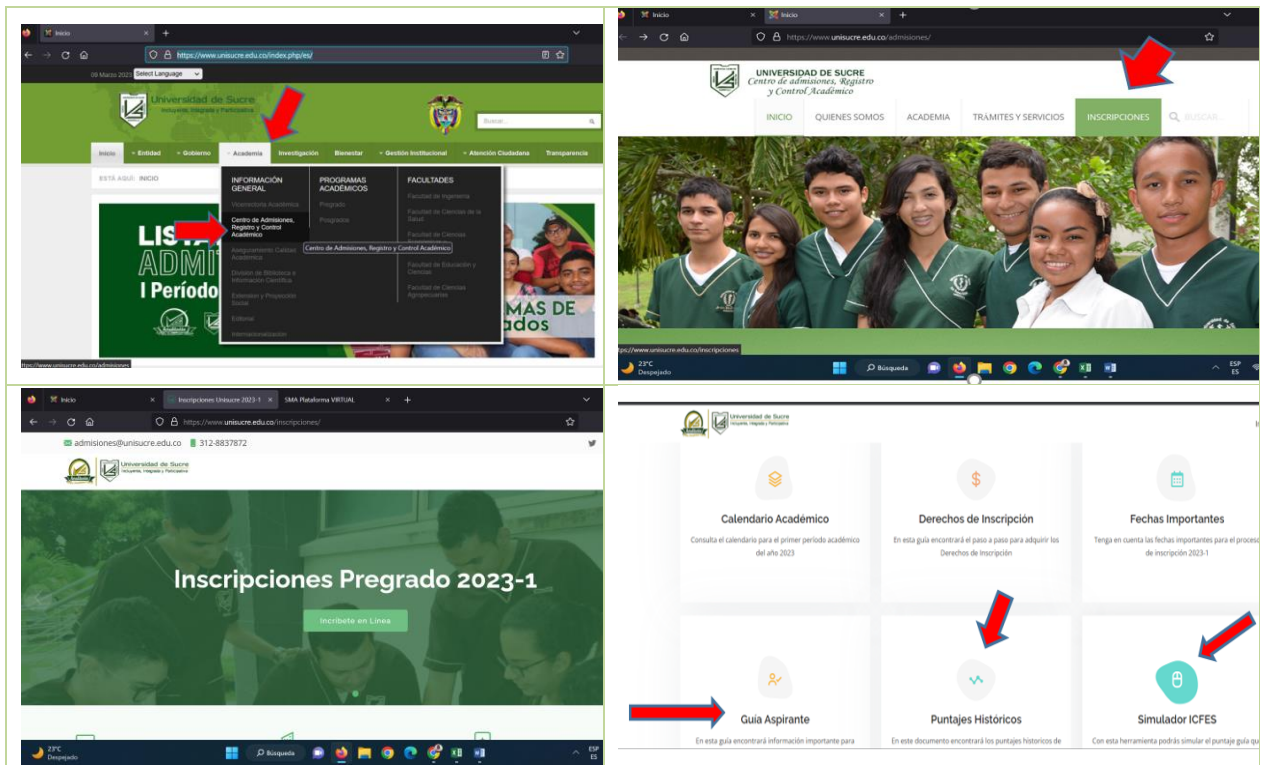 Inicio
https://www.unisucre.edu.co/index.php/es/
09 Marzo 2023 Select Language
Universidad de Sucre
Incluyente, Integrada y Participativa
Buscar...
Inicio Entidad Gobierno Academia Investigación Bienestar Gestión Institucional Atención Ciudadana Transparencia
ESTÁ AQUÍ: INICIO
INFORMACIÓN GENERAL
Vicerrectoría Académica
Centro de Admisiones, Registro y Control Académico
Aseguramiento Calidad Académica
División de Biblioteca e Información Científica
Extensión y Proyección Social
Editorial
Internacionalización
PROGRAMAS ACADÉMICOS
Pregrado
Posgrados
FACULTADES
Facultad de Ingeniería
Facultad de Ciencias de la Salud
Facultad de Ciencias
Facultad de Educación y Ciencias
Facultad de Ciencias Agropecuarias
Centro de Admisiones, Registro y Control Académico
LIS
ADMI
I Período
MAS DE
ados
https://www.unisucre.edu.co/admisiones
Inicio Inicio
https://www.unisucre.edu.co/admisiones/
UNIVERSIDAD DE SUCRE
Centro de admisiones, Registro
y Control Académico
INICIO QUIENES SOMOS ACADEMIA TRÁMITES Y SERVICIOS INSCRIPCIONES BUSCAR...
tps://www.unisucre.edu.co/inscripciones
23°C
Despejado
Búsqueda
ESP
ES
Inicio Inscripciones Unisucre 2023-1 SMA Plataforma VIRTUAL
https://www.unisucre.edu.co/inscripciones/
admisiones@unisucre.edu.co 312-8837872
Universidad de Sucre
Incluyente, Integrada y Participativa
Inscripciones Pregrado 2023-1
Incríbete en Línea
23°C
Despejado
Búsqueda
ESP
ES
Universidad de Sucre
Incluyente, Integrada y Participativa
Calendario Académico
Consulta el calendario para el primer período académico
del año 2023
Derechos de Inscripción
En esta guía encontrará el paso a paso para adquirir los
Derechos de Inscripción
Fechas Importantes
Tenga en cuenta las fechas importantes para el proceso
de inscripción 2023-1
Guía Aspirante
En esta guía encontrará información importante para
Puntajes Históricos
En este documento encontrará los puntajes historicos de
Simulador ICFES
Con esta herramienta podrás simular el puntaje guía qu